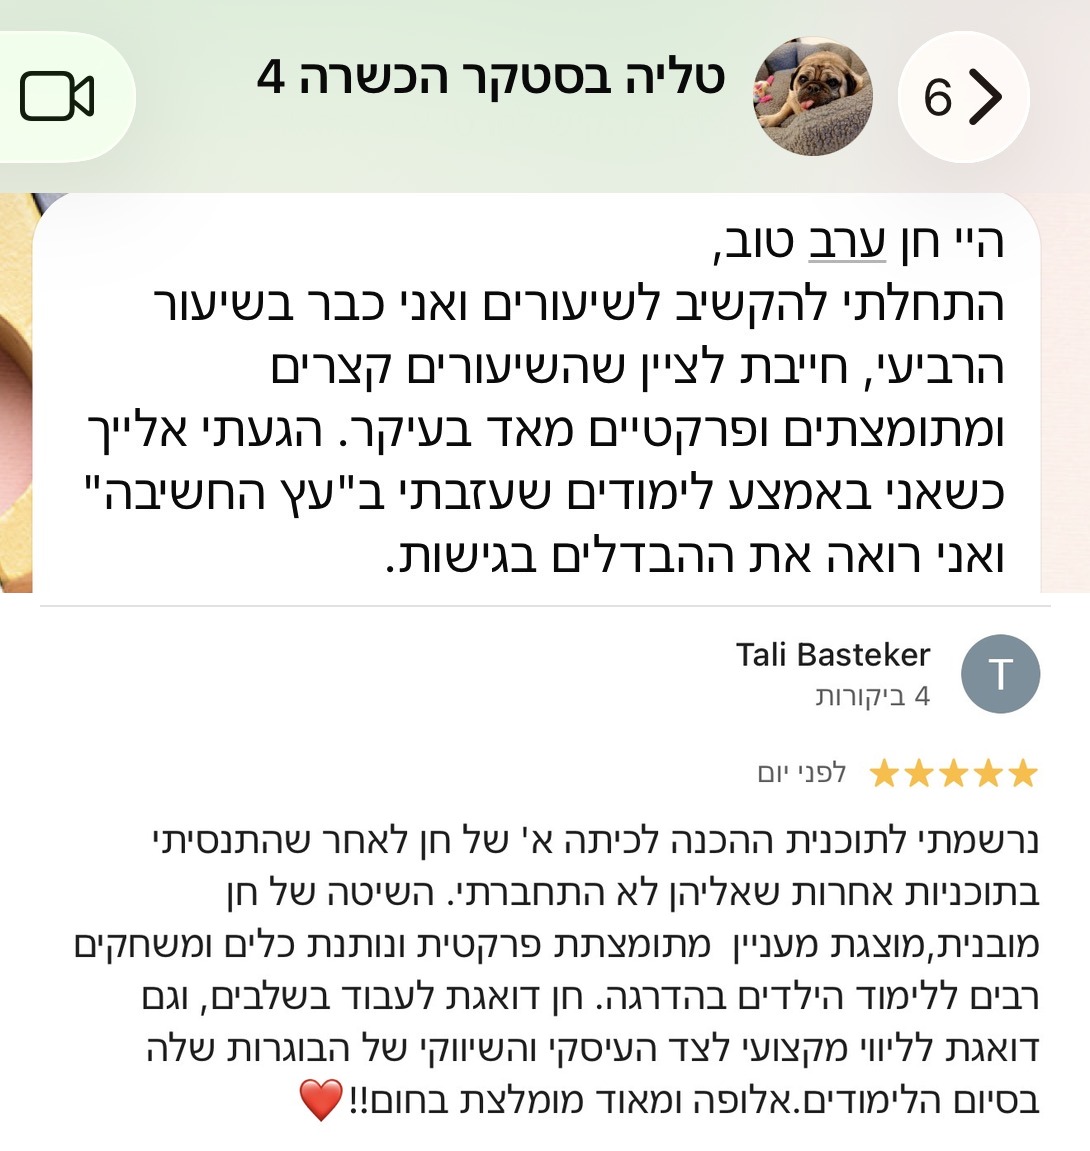 6
טליה בסטקר הכשרה 4
היי חן ערב טוב,
התחלתי להקשיב לשיעורים ואני כבר בשיעור
הרביעי, חייבת לציין שהשיעורים קצרים
ומתומצתים ופרקטיים מאד בעיקר. הגעתי אלייך
כשאני באמצע לימודים שעזבתי ב"עץ החשיבה"
ואני רואה את ההבדלים בגישות.
T
Tali Basteker
4 ביקורות
★★★★★ לפני יום
נרשמתי לתוכנית ההכנה לכיתה א' של חן לאחר שהתנסיתי
בתוכניות אחרות שאליהן לא התחברתי. השיטה של חן
מובנית,מוצגת מעניין  מתומצתת פרקטית ונותנת כלים ומשחקים
רבים ללימוד הילדים בהדרגה. חן דואגת לעבוד בשלבים, וגם
דואגת לליווי מקצועי לצד העיסקי והשיווקי של הבוגרות שלה
בסיום הלימודים.אלופה ומאוד מומלצת בחום!!❤️